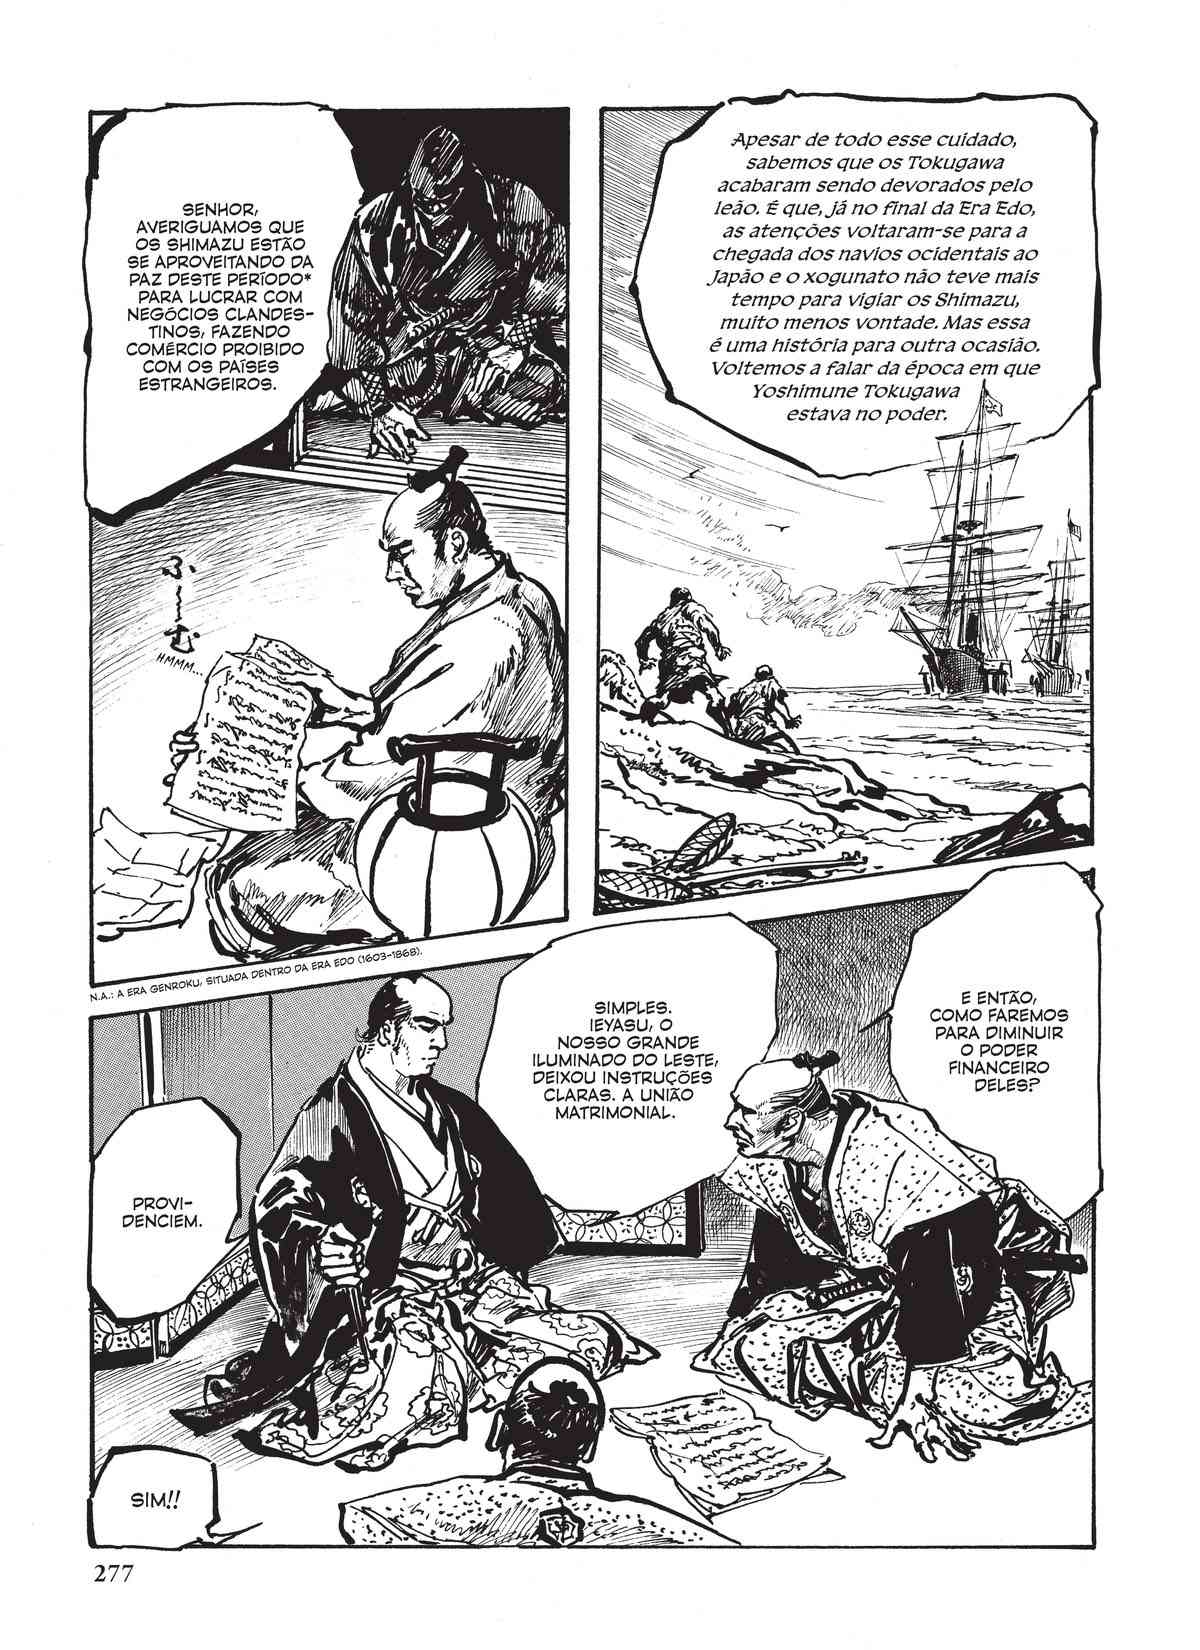 Apesar de todo esse cuidado,
sabemos que os Tokugawa
acabaram sendo devorados pelo
leão. É que, já no final da Era Edo,
as atenções voltaram-se para a
chegada dos navios ocidentais ao
Japão e o xogunato não teve mais
tempo para vigiar os Shimazu,
muito menos vontade. Mas essa
é uma história para outra ocasião.
Voltemos a falar da época em que
Yoshimune Tokugawa
estava no poder.
SENHOR,
AVERIGUAMOS QUE
OS SHIMAZU ESTÃO
SE APROVEITANDO DA
PAZ DESTE PERÍODO*
PARA LUCRAR COM
NEGÓCIOS CLANDES-
TINOS, FAZENDO
COMÉRCIO PROIBIDO
COM OS PAÍSES
ESTRANGEIROS.
ふ〜む
HMMM...
N.A.: A ERA GENROKU, SITUADA DENTRO DA ERA EDO (1603-1868).
E ENTÃO,
COMO FAREMOS
PARA DIMINUIR
O PODER
FINANCEIRO
DELES?
SIMPLES.
IEYASU, O
NOSSO GRANDE
ILUMINADO DO LESTE,
DEIXOU INSTRUÇÕES
CLARAS. A UNIÃO
MATRIMONIAL.
PROVI-
DENCIEM.
SIM!!
277